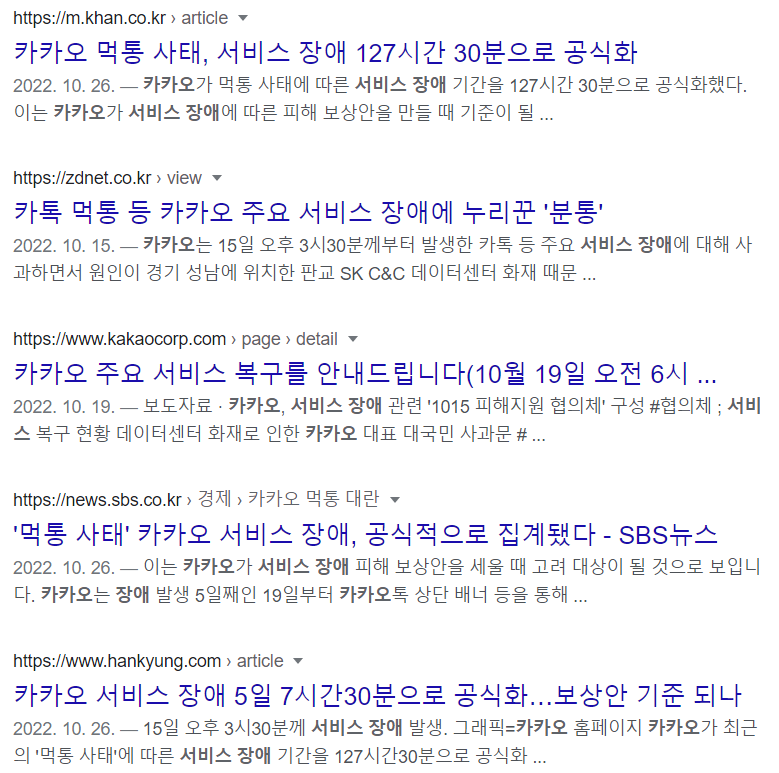 https://m.khan.co.kr › article
카카오 먹통 사태, 서비스 장애 127시간 30분으로 공식화
2022. 10. 26. — 카카오가 먹통 사태에 따른 서비스 장애 기간을 127시간 30분으로 공식화했다.
이는 카카오가 서비스 장애에 따른 피해 보상안을 만들 때 기준이 될 ...
https://zdnet.co.kr › view
카톡 먹통 등 카카오 주요 서비스 장애에 누리꾼 '분통'
2022. 10. 15. — 카카오는 15일 오후 3시30분께부터 발생한 카톡 등 주요 서비스 장애에 대해 사
과하면서 원인이 경기 성남에 위치한 판교 SK C&C 데이터센터 화재 때문 ...
https://www.kakaocorp.com › page › detail
카카오 주요 서비스 복구를 안내드립니다(10월 19일 오전 6시 ...
2022. 10. 19. — 보도자료 · 카카오, 서비스 장애 관련 '1015 피해지원 협의체' 구성 #협의체 ; 서비
스 복구 현황 데이터센터 화재로 인한 카카오 대표 대국민 사과문 # ...
https://news.sbs.co.kr › 경제 › 카카오 먹통 대란
'먹통 사태' 카카오 서비스 장애, 공식적으로 집계됐다 - SBS뉴스
2022. 10. 26. — 이는 카카오가 서비스 장애 피해 보상안을 세울 때 고려 대상이 될 것으로 보입니
다. 카카오는 장애 발생 5일째인 19일부터 카카오톡 상단 배너 등을 통해 ...
https://www.hankyung.com › article
카카오 서비스 장애 5일 7시간30분으로 공식화…보상안 기준 되나
2022. 10. 26. — 15일 오후 3시30분께 서비스 장애 발생. 그래픽=카카오 홈페이지 카카오가 최근
의 '먹통 사태'에 따른 서비스 장애 기간을 127시간30분으로 공식화 ...